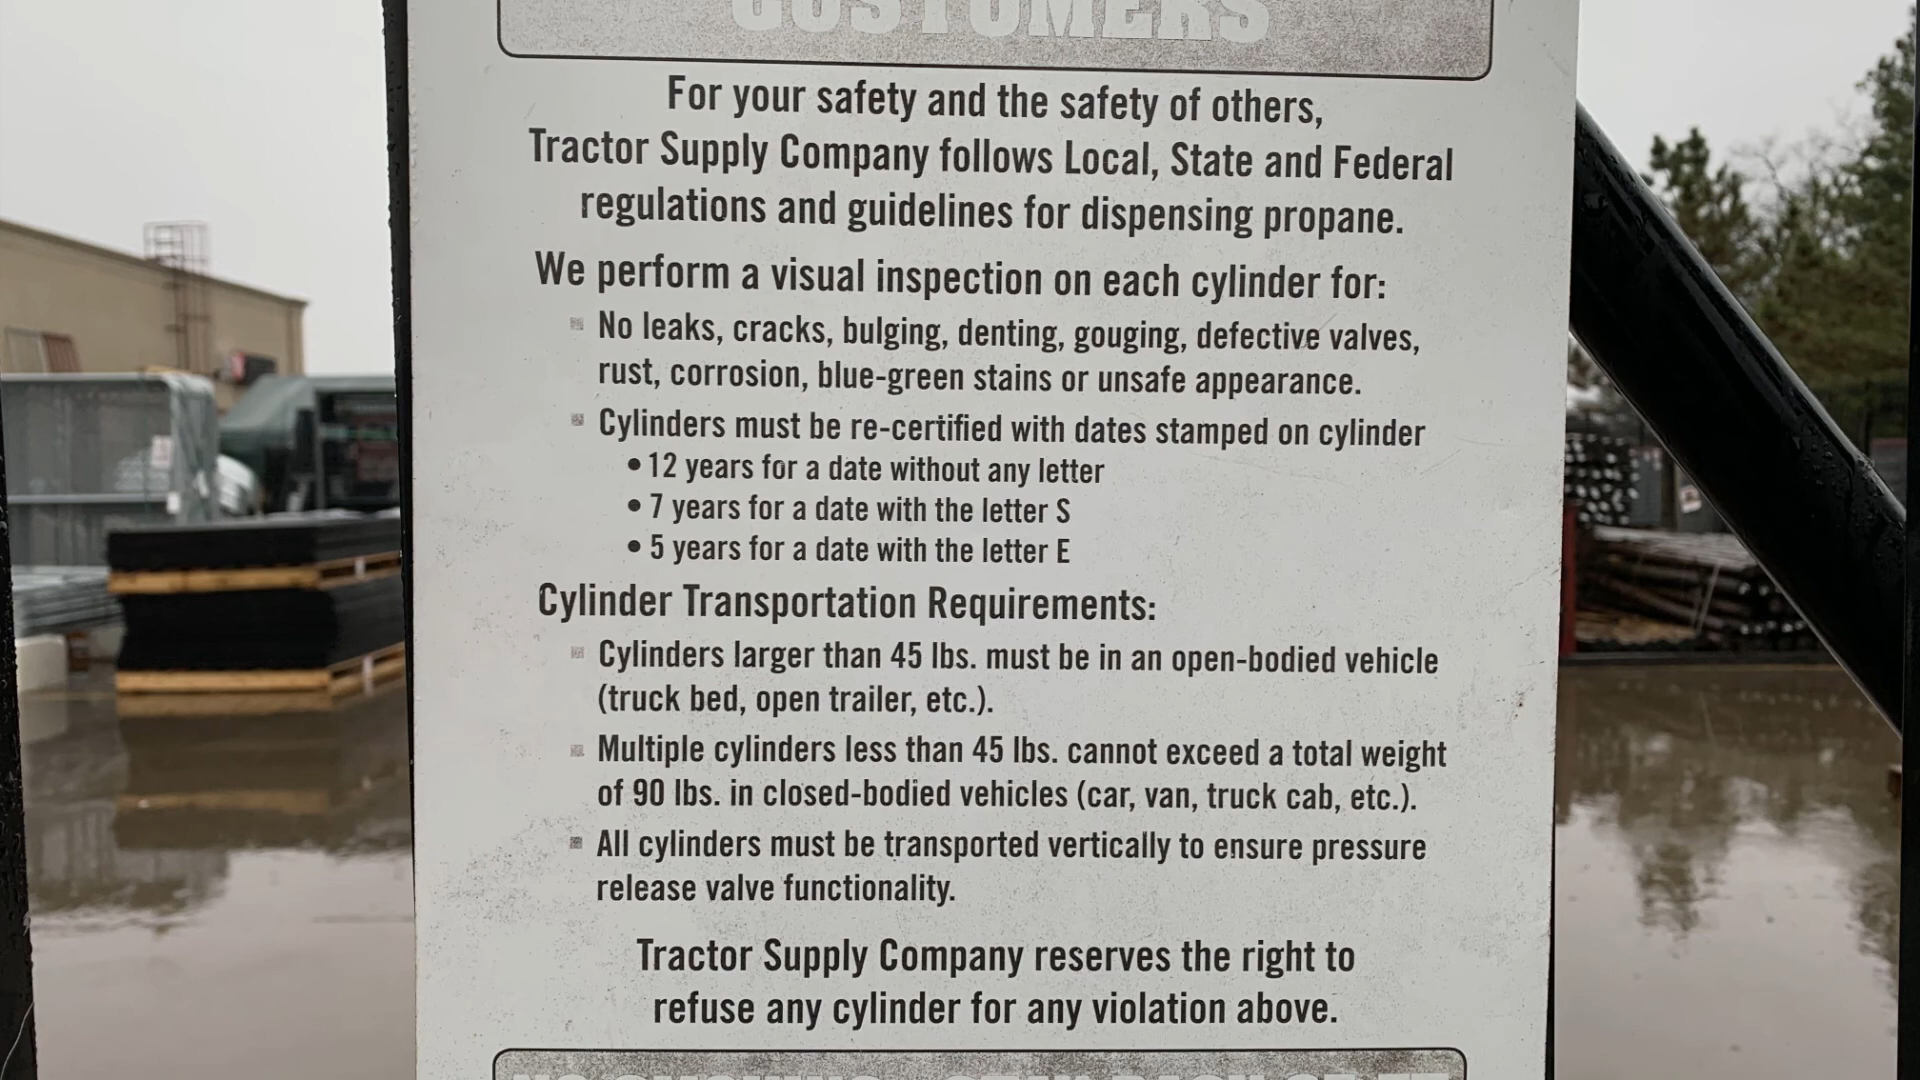 CUSTOMERS
For your safety and the safety of others,
Tractor Supply Company follows Local, State and Federal
regulations and guidelines for dispensing propane.
We perform a visual inspection on each cylinder for:
No leaks, cracks, bulging, denting, gouging, defective valves,
rust, corrosion, blue-green stains or unsafe appearance.
Cylinders must be re-certified with dates stamped on cylinder
• 12 years for a date without any letter
• 7 years for a date with the letter S
• 5 years for a date with the letter E
Cylinder Transportation Requirements:
Cylinders larger than 45 lbs. must be in an open-bodied vehicle
(truck bed, open trailer, etc.).
Multiple cylinders less than 45 lbs. cannot exceed a total weight
of 90 lbs. in closed-bodied vehicles (car, van, truck cab, etc.).
All cylinders must be transported vertically to ensure pressure
release valve functionality.
Tractor Supply Company reserves the right to
refuse any cylinder for any violation above.